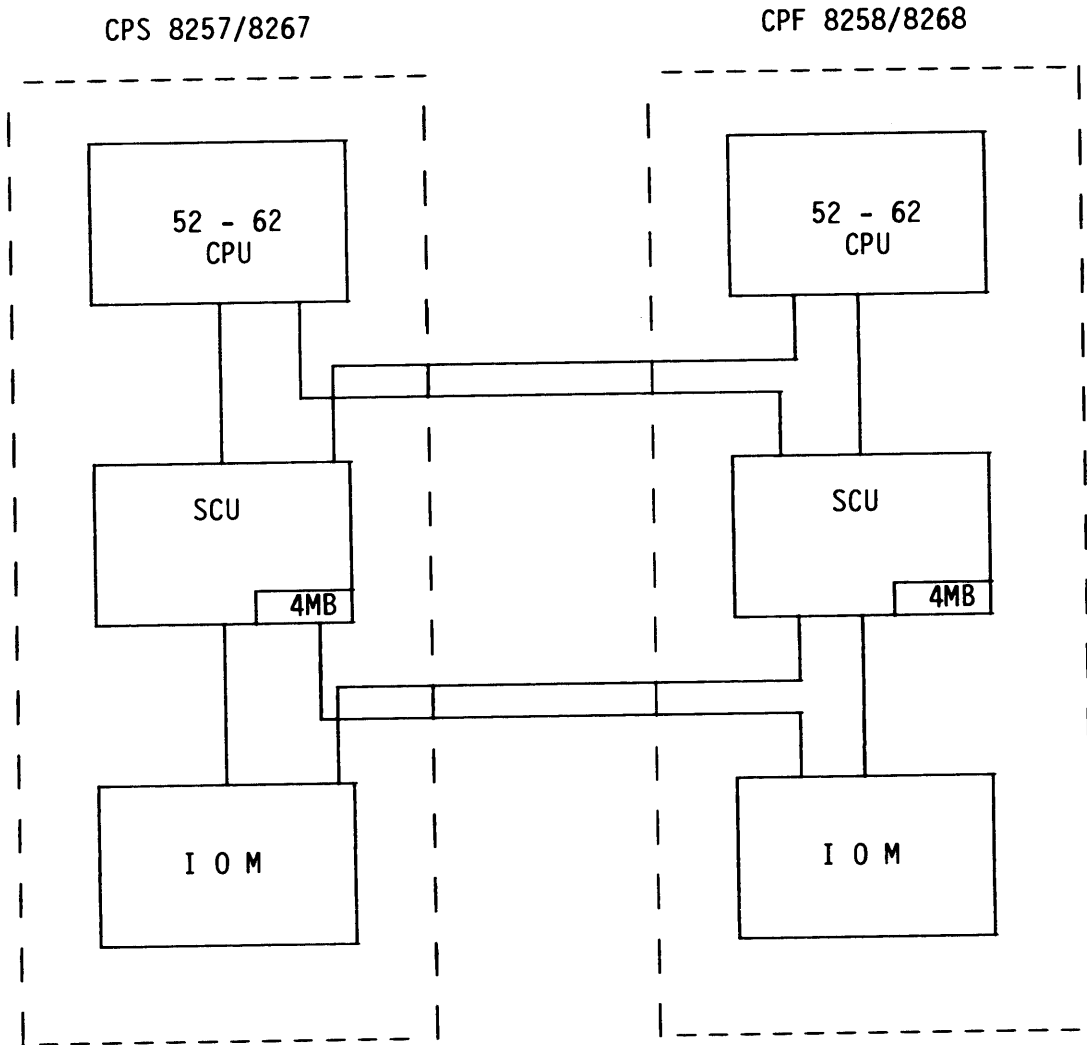 CPS 8257/8267
CPF 8258/8268
52 - 62
CPU
52 - 62
CPU
SCU
4MB
SCU
4MB
I O M
I O M